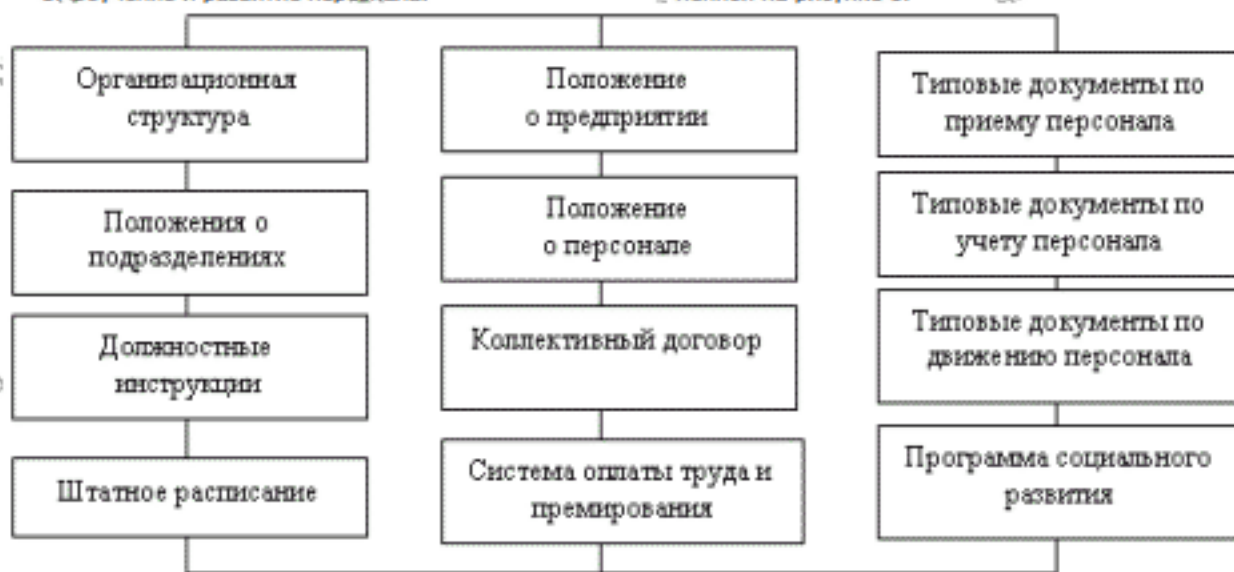 Организационная
структура
Положения о
подразделениях
Должностные
инструкции
Штатное расписание
Положение
о предприятии
Положение
о персонале
Коллективный договор
Система оплаты труда и
премирования
Типовые документы по
приему персонала
Типовые документы по
учету персонала
Типовые документы по
движению персонала
Программа социального
развития